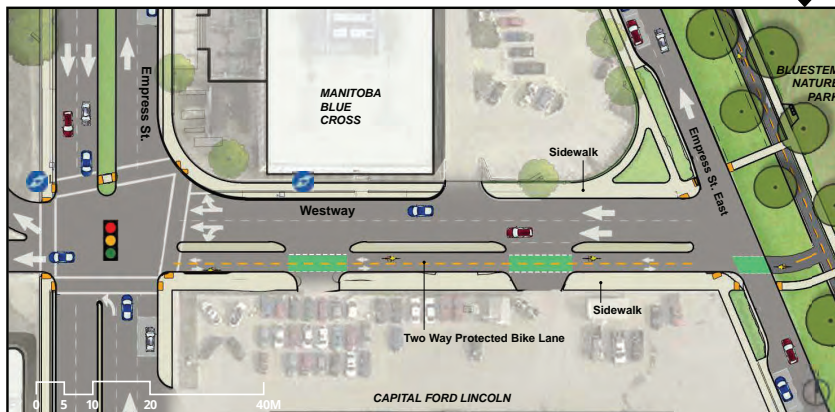 Empress St.
MANITOBA
BLUE
CROSS
BLUESTEM
NATURE
PARK
Sidewalk
Empress St. East
Westway
Sidewalk
Two Way Protected Bike Lane
0 5 10 20 40M
CAPITAL FORD LINCOLN